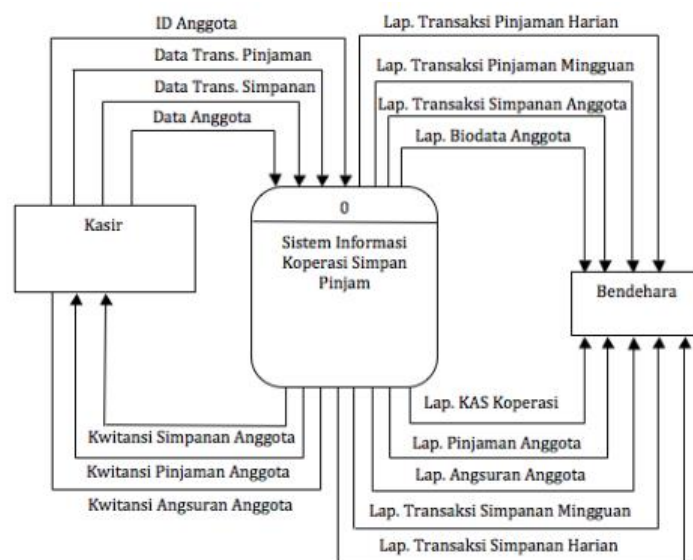 ID Anggota
Data Trans. Pinjaman
Data Trans. Simpanan
Data Anggota
Lap. Transaksi Pinjaman Harian
Lap. Transaksi Pinjaman Mingguan
Lap. Transaksi Simpanan Anggota
Lap. Biodata Anggota
Kasir
0
Sistem Informasi
Koperasi Simpan
Pinjam
Bendehara
Kwitansi Simpanan Anggota
Kwitansi Pinjaman Anggota
Kwitansi Angsuran Anggota
Lap. KAS Koperasi
Lap. Pinjaman Anggota
Lap. Angsuran Anggota
Lap. Transaksi Simpanan Mingguan
Lap. Transaksi Simpanan Harian